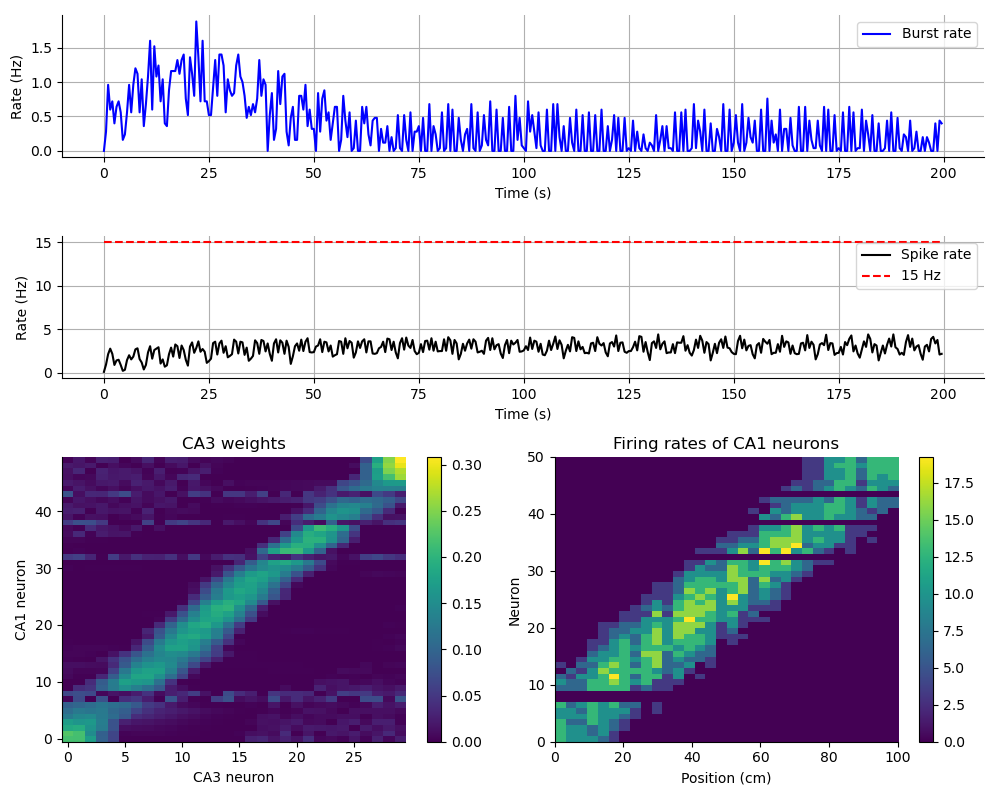 Rate (Hz)
1.5
1.0
0.5
0.0
Burst rate
0 25 50 75 100 125 150 175 200
Time (s)
Rate (Hz)
15
10
5
0
Spike rate
15 Hz
0 25 50 75 100 125 150 175 200
Time (s)
CA3 weights
CA1 neuron
40
30
20
10
0
0 5 10 15 20 25
CA3 neuron
0.30
0.25
0.20
0.15
0.10
0.05
0.00
Firing rates of CA1 neurons
Neuron
50
40
30
20
10
0
0 20 40 60 80 100
Position (cm)
17.5
15.0
12.5
10.0
7.5
5.0
2.5
0.0